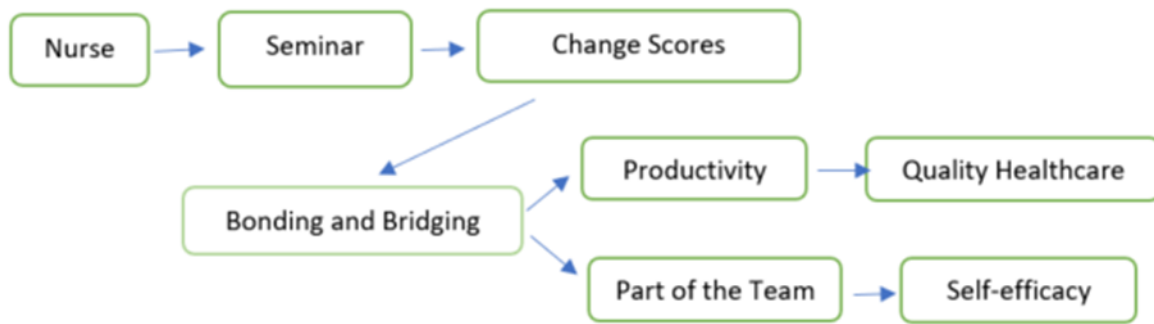 Nurse
Seminar
Change Scores
Productivity
Quality Healthcare
Bonding and Bridging
Part of the Team
Self-efficacy